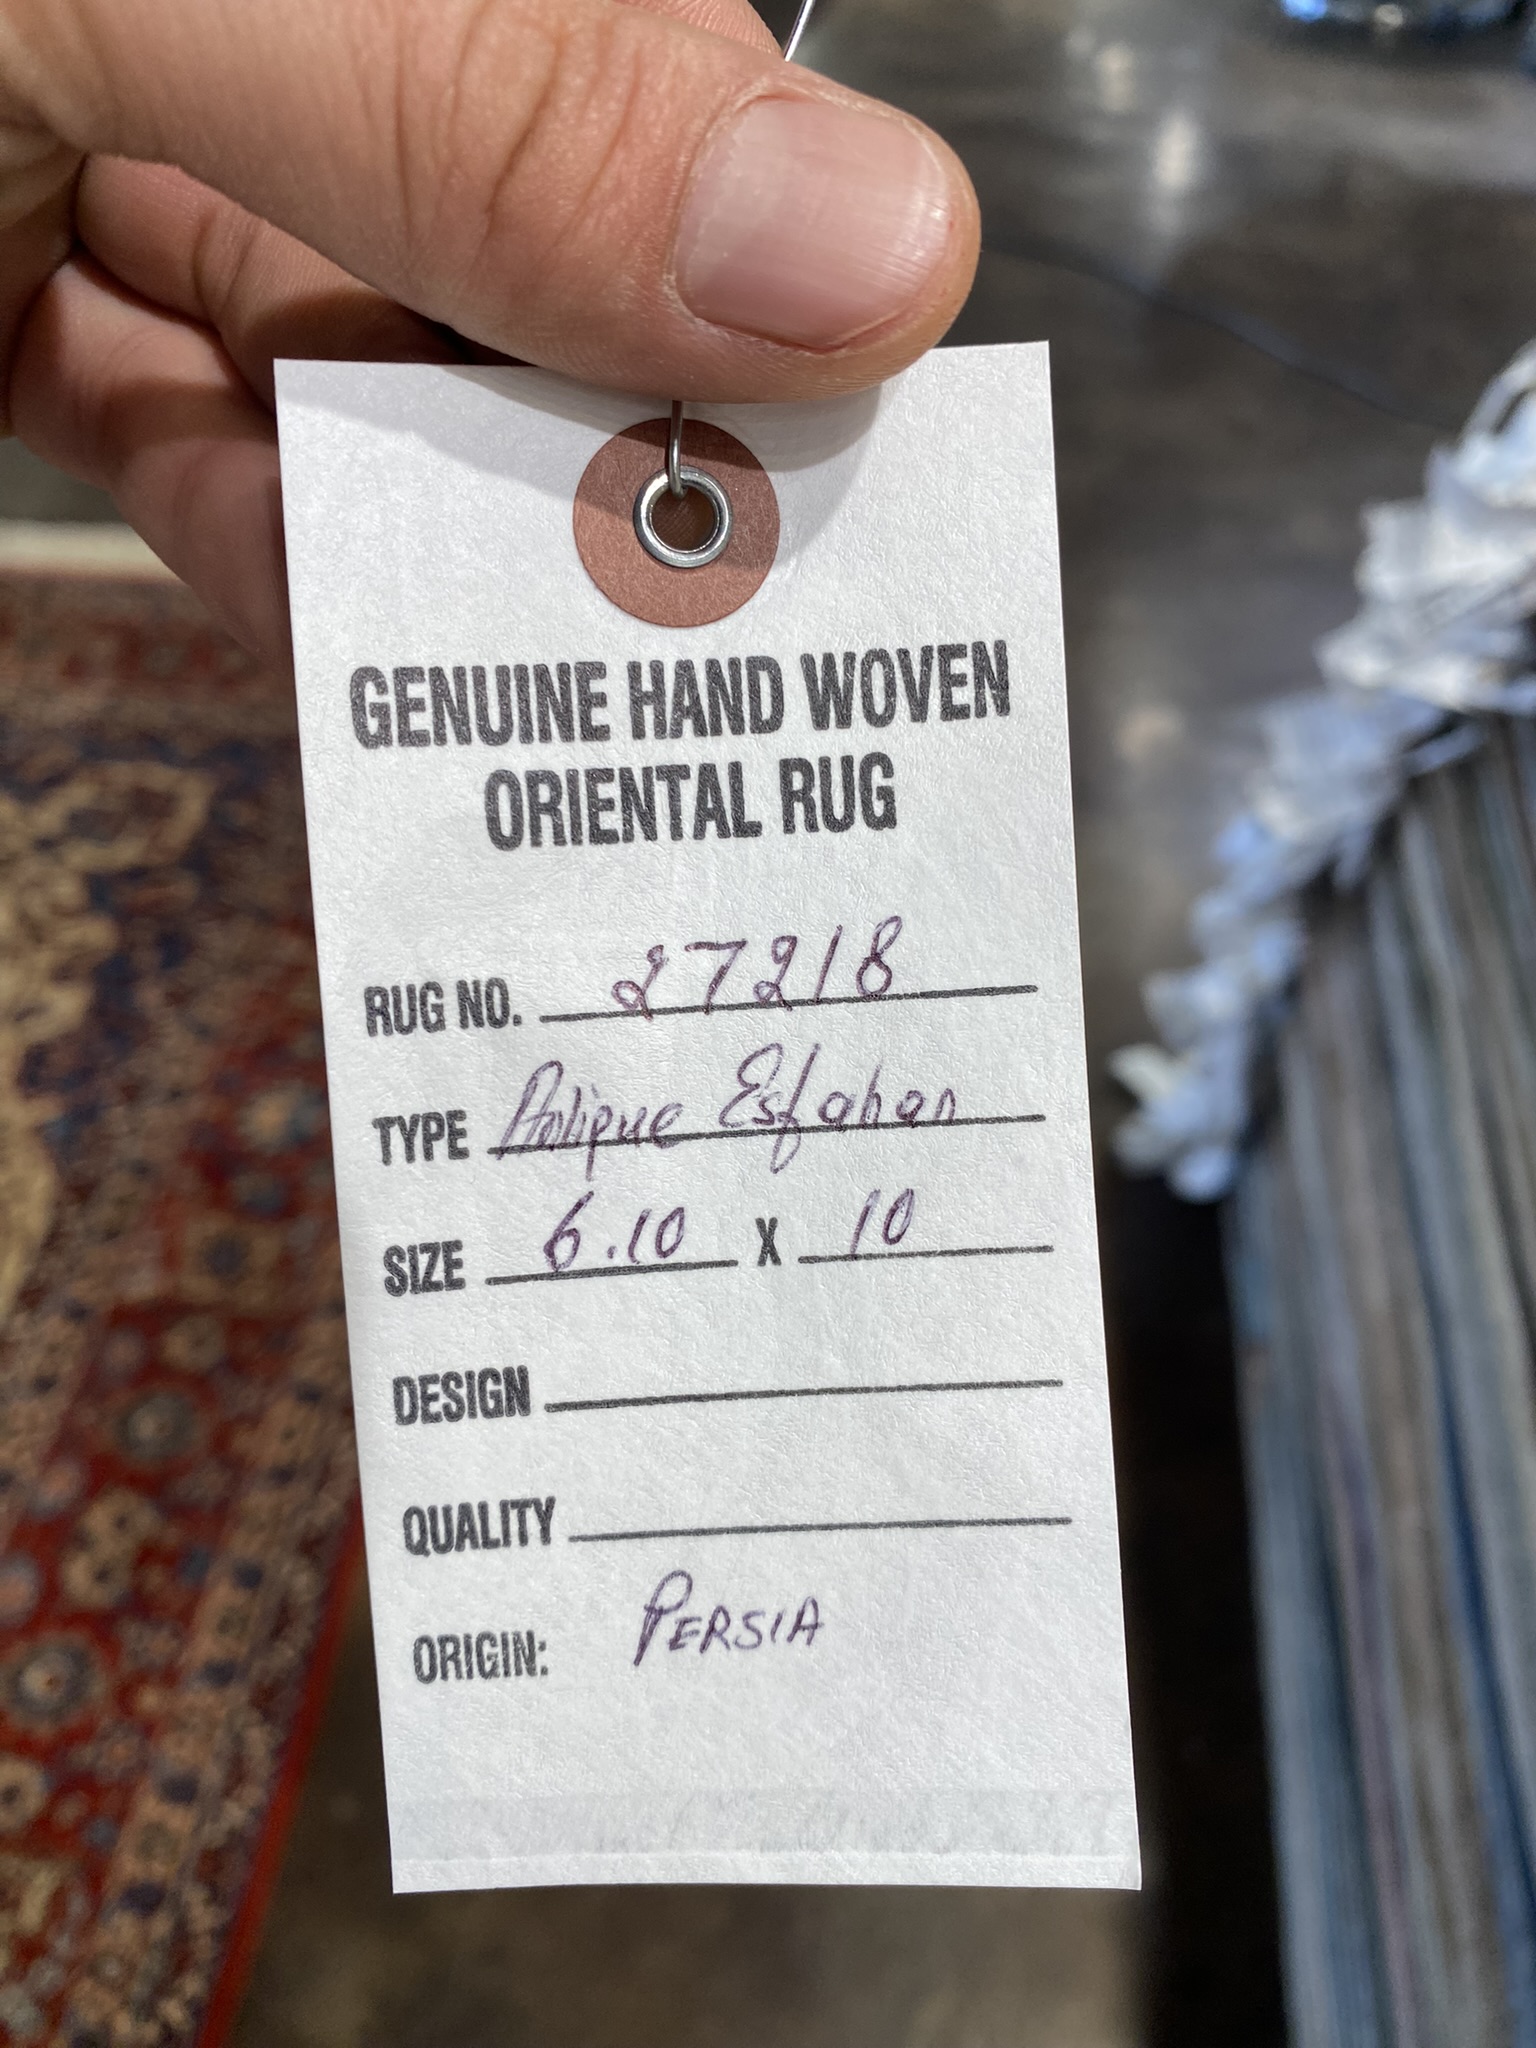 GENUINE HAND WOVEN
ORIENTAL RUG
RUG NO. 27218
TYPE Antique Esfahan
SIZE 6.10 X 10
DESIGN
QUALITY
ORIGIN: PERSIA